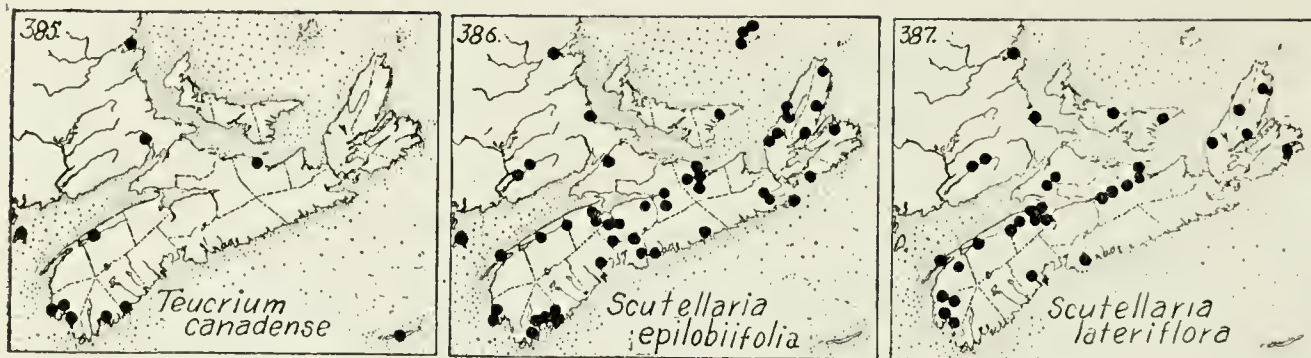 385.
Teucrium
canadense
386.
Scutellaria
epilobiifolia
387.
Scutellaria
lateriflora